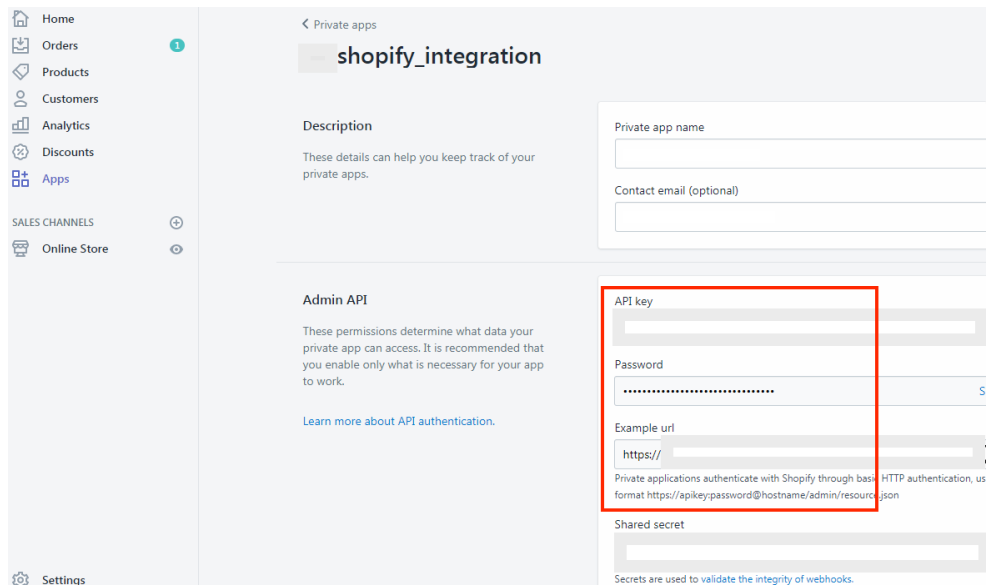 Home
Orders
1
Products
Customers
Analytics
Discounts
Apps
SALES CHANNELS
Online Store
Settings
Private apps
shopify_integration
Description
These details can help you keep track of your
private apps.
Private app name
Contact email (optional)
Admin API
These permissions determine what data your
private app can access. It is recommended that
you enable only what is necessary for your app
to work.
Learn more about API authentication.
API key
Password
••••••••••••••••••••••••••••••••
S
Example url
https://
Private applications authenticate with Shopify through basic HTTP authentication, us
format https://apikey:password@hostname/admin/resource.json
Shared secret
Secrets are used to validate the integrity of webhooks.